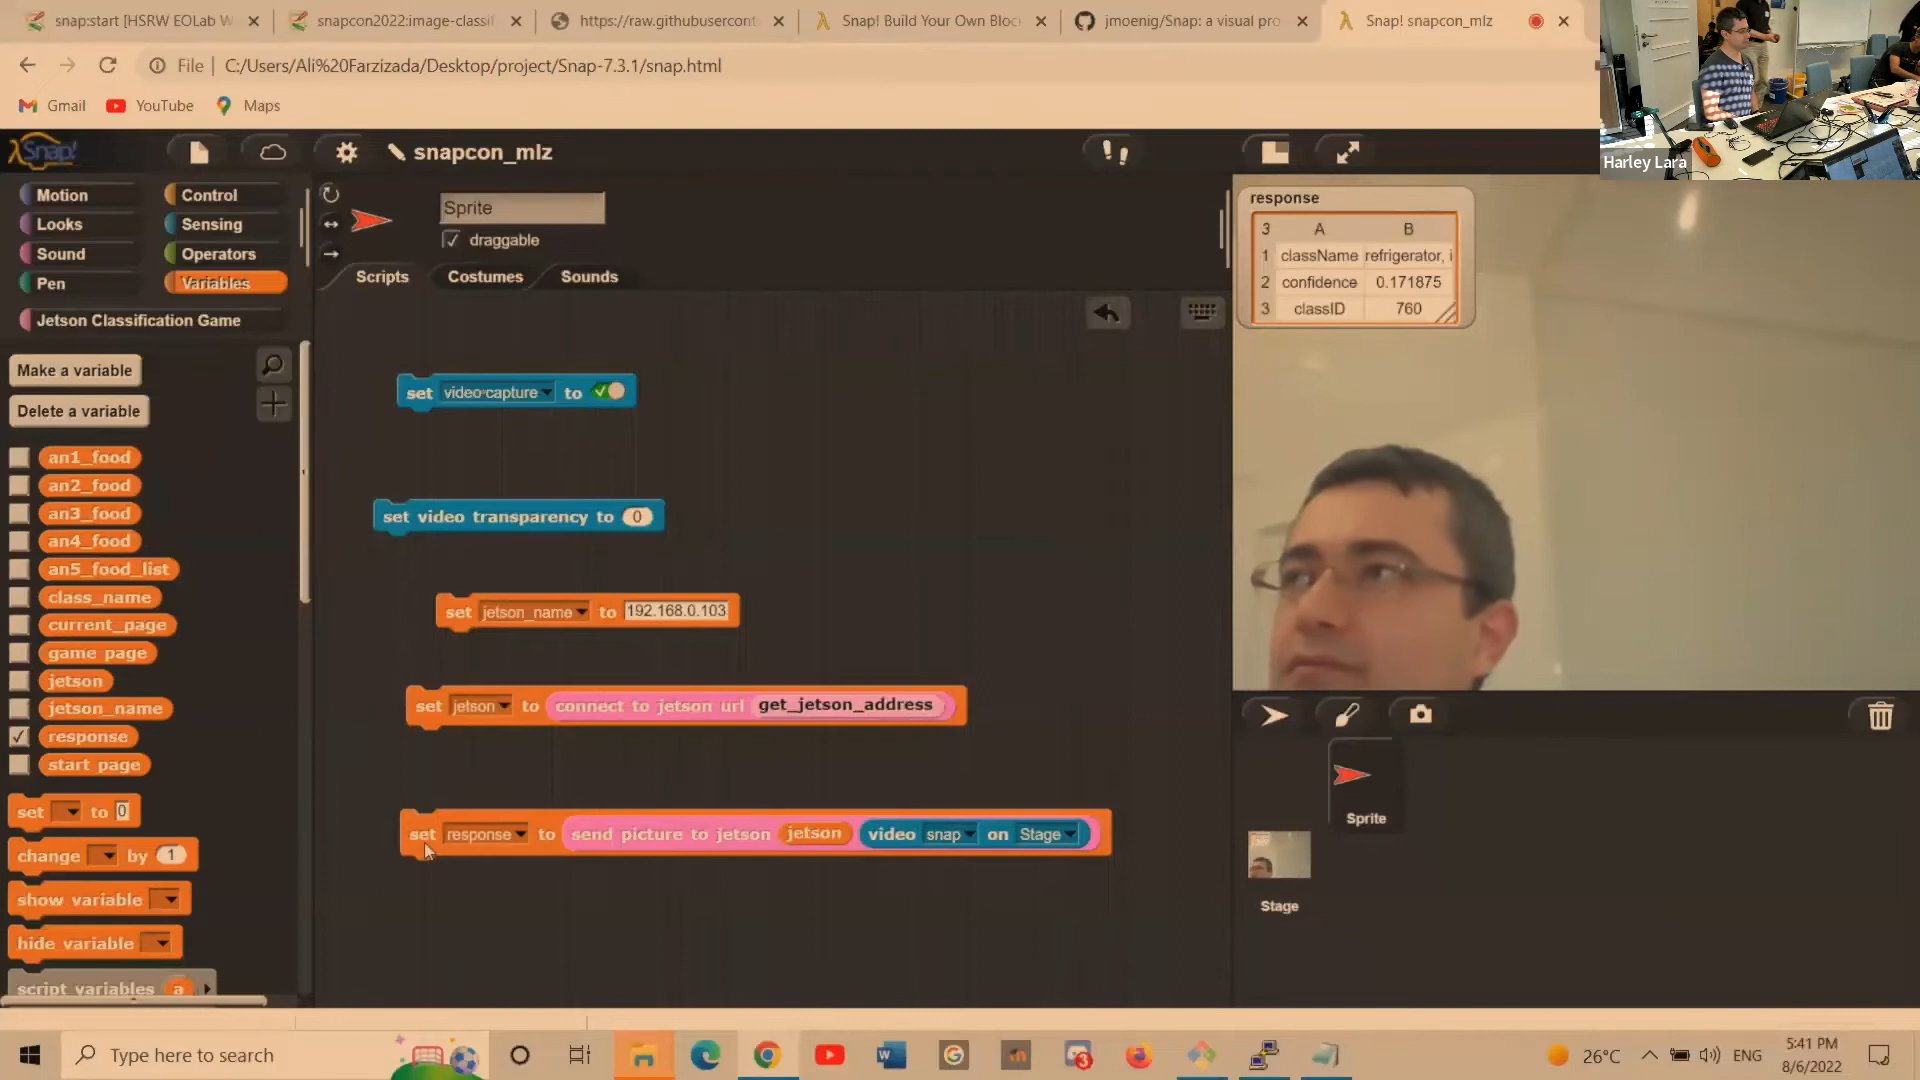 snap:start [HSRW EOLab W
snapcon2022:image-classif
https://raw.githubusercont
Snap! Build Your Own Bloc
jmoenig/Snap: a visual pro
Snap! snapcon_mlz
File
C:/Users/Ali%20Farzizada/Desktop/project/Snap-7.3.1/snap.html
Gmail
YouTube
Maps
Harley Lara
Snap!
snapcon_mlz
Motion
Control
Looks
Sensing
Sound
Operators
Pen
Variables
Jetson Classification Game
Make a variable
Delete a variable
an1_food
an2_food
an3_food
an4_food
an5_food_list
class_name
current_page
game page
jetson
jetson_name
response
start page
set to 0
change by 1
show variable
hide variable
script variables a
Sprite
draggable
Scripts
Costumes
Sounds
set video capture to
set video transparency to 0
set jetson_name to 192.168.0.103
set jetson to connect to jetson url get_jetson_address
set response to send picture to jetson jetson video snap on Stage
response
3 A B
1 className refrigerator, i
2 confidence 0.171875
3 classID 760
Sprite
Stage
Type here to search
3
26°C
ENG
5:41 PM
8/6/2022